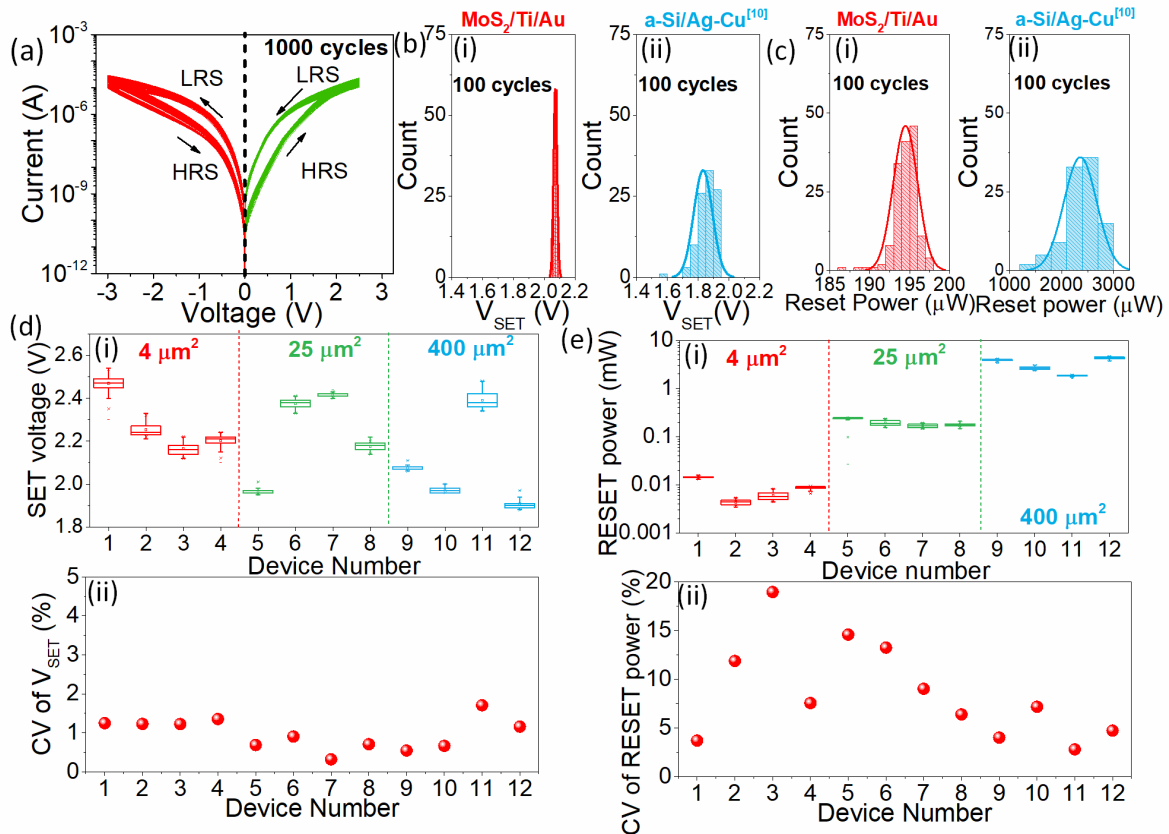 (a)
1000 cycles
LRS
LRS
HRS
HRS
Current (A)
10⁻³
10⁻⁶
10⁻⁹
10⁻¹²
-3 -2 -1 0 1 2 3
Voltage (V)
(b)
MoS₂/Ti/Au
(i)
100 cycles
Count
75
50
25
0
1.4 1.6 1.8 2.0 2.2
V_SET (V)
a-Si/Ag-Cu[10]
(ii)
100 cycles
Count
75
50
25
0
1.4 1.6 1.8 2.0 2.2
V_SET (V)
(c)
MoS₂/Ti/Au
(i)
100 cycles
Count
75
50
25
0
185 190 195 200
Reset Power (μW)
a-Si/Ag-Cu[10]
(ii)
100 cycles
Count
75
50
25
0
1000 2000 3000
Reset power (μW)
(d)
(i)
4 μm²
25 μm²
400 μm²
SET voltage (V)
2.6
2.4
2.2
2.0
1.8
1 2 3 4 5 6 7 8 9 10 11 12
Device Number
(ii)
CV of V_SET (%)
5
4
3
2
1
0
1 2 3 4 5 6 7 8 9 10 11 12
Device Number
(e)
(i)
4 μm²
25 μm²
400 μm²
RESET power (mW)
10
1
0.1
0.01
0.001
1 2 3 4 5 6 7 8 9 10 11 12
Device number
(ii)
CV of RESET power (%)
20
15
10
5
0
1 2 3 4 5 6 7 8 9 10 11 12
Device Number